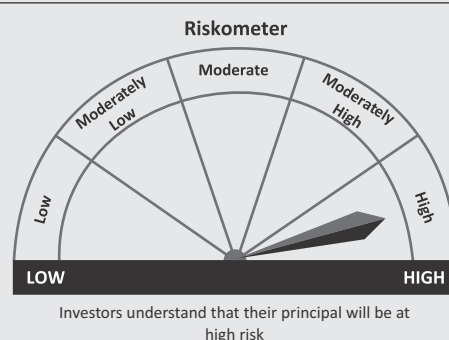 Riskometer
Moderate
Moderately
Low
Moderately
High
Low
High
LOW
HIGH
Investors understand that their principal will be at
high risk